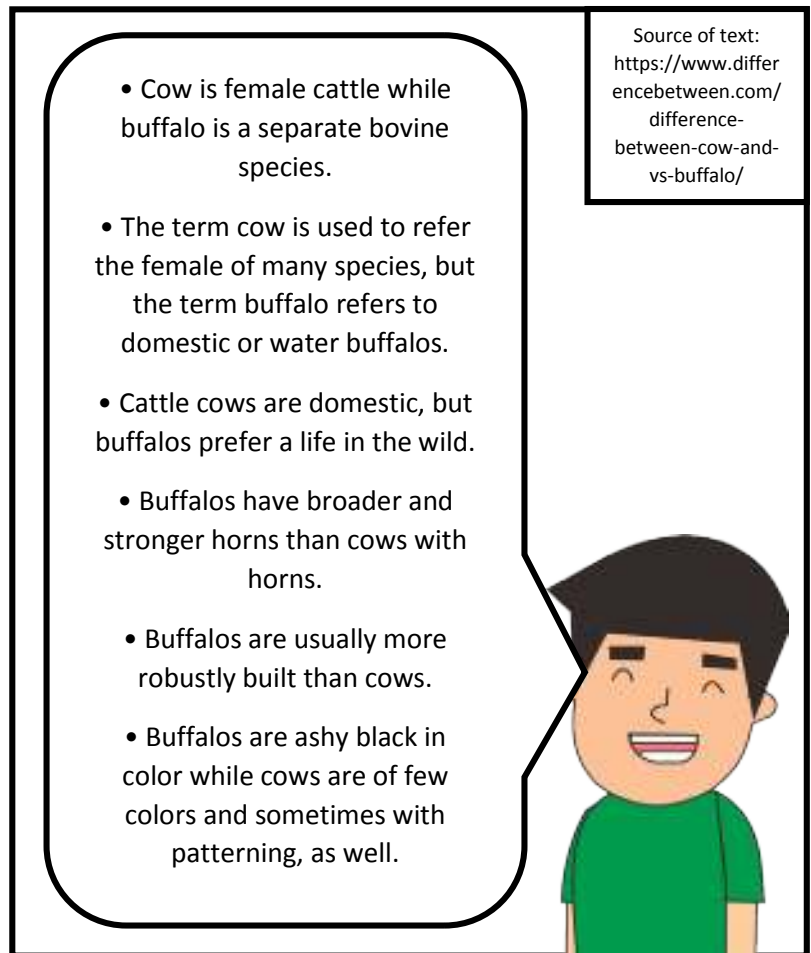 • Cow is female cattle while
buffalo is a separate bovine
species.
• The term cow is used to refer
the female of many species, but
the term buffalo refers to
domestic or water buffalos.
• Cattle cows are domestic, but
buffalos prefer a life in the wild.
• Buffalos have broader and
stronger horns than cows with
horns.
• Buffalos are usually more
robustly built than cows.
• Buffalos are ashy black in
color while cows are of few
colors and sometimes with
patterning, as well.
Source of text:
https://www.differ
encebetween.com/
difference-
between-cow-and-
vs-buffalo/